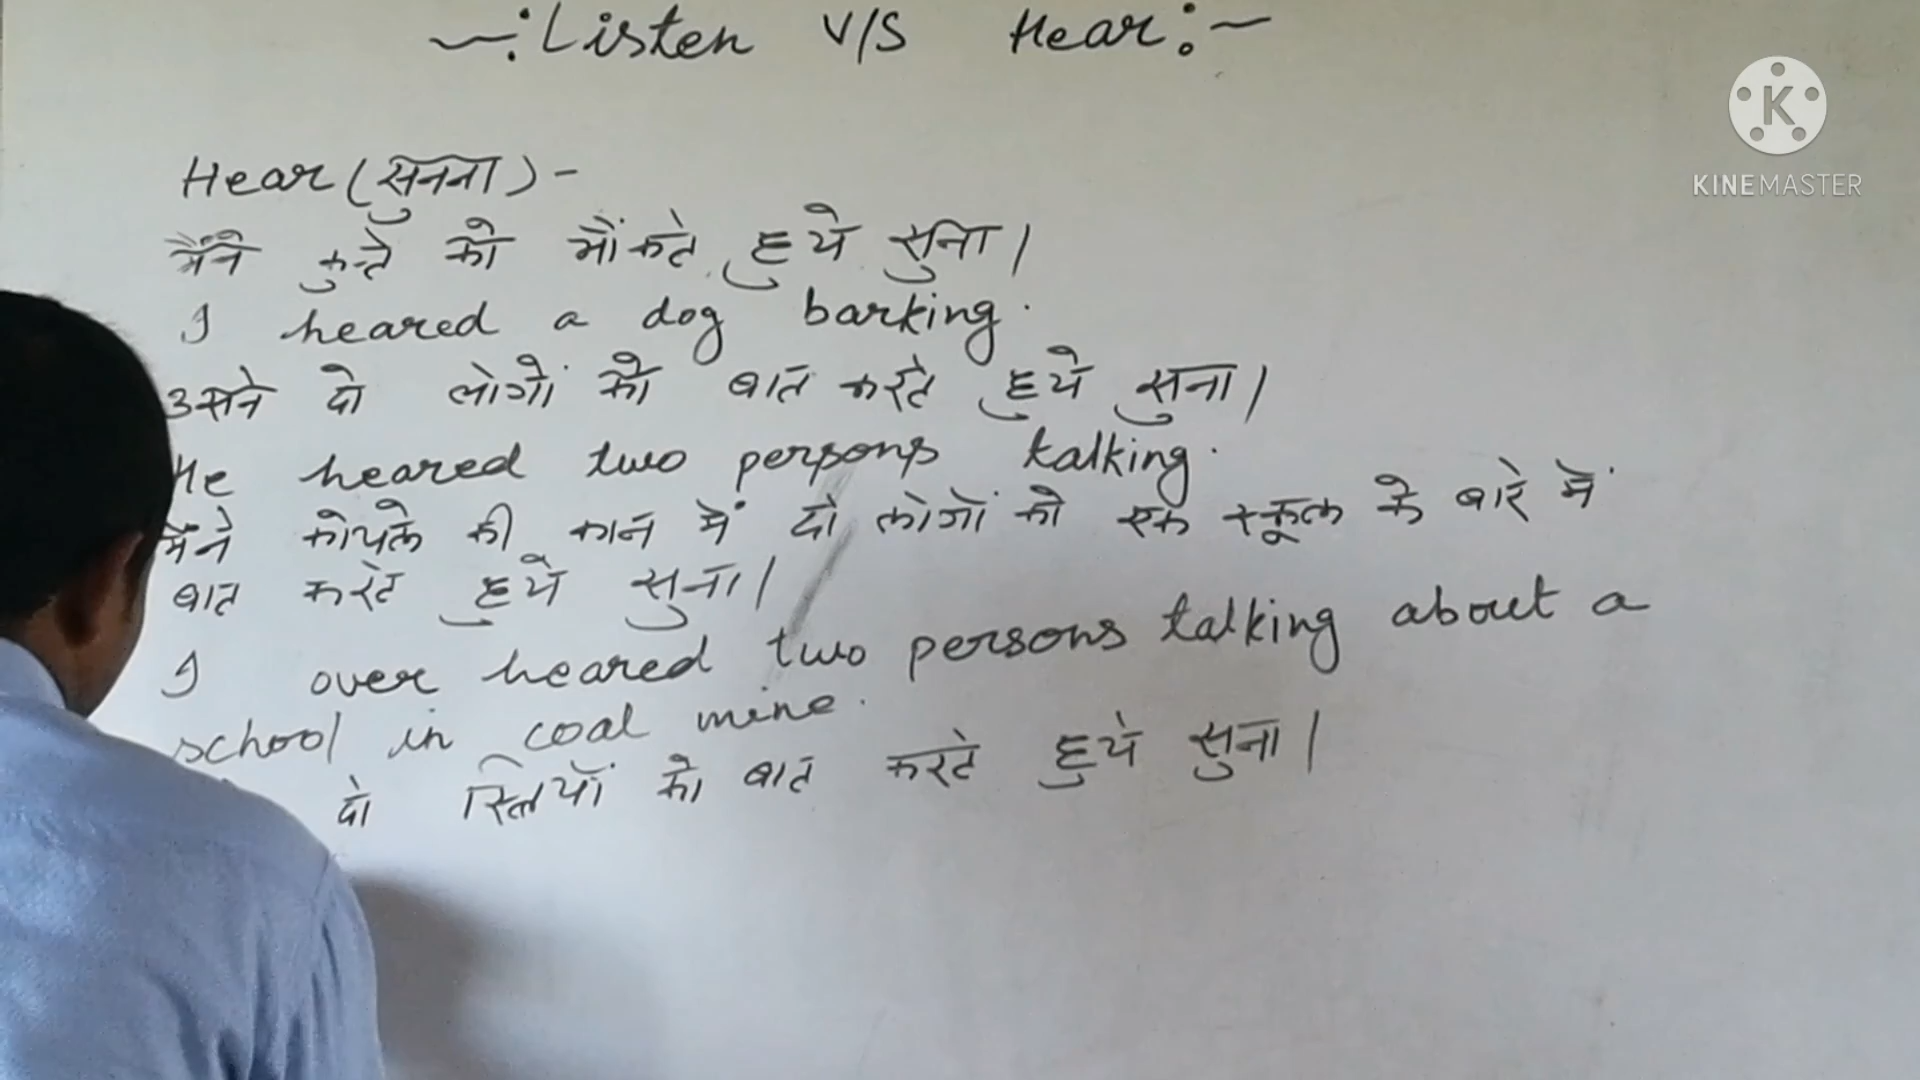 ~: Listen V/S Hear :~
KINEMASTER
Hear (सुनना) -
मैंने कुत्ते को भौंकते हुये सुना।
I heared a dog barking.
उसने दो लोगों को बात करते हुये सुना।
He heared two persons talking.
मैंने कोयले की कान में दो लोगों को एक स्कूल के बारे में
बात करते हुये सुना।
I over heared two persons talking about a
school in coal mine.
दो स्त्रियों को बात करते हुये सुना।